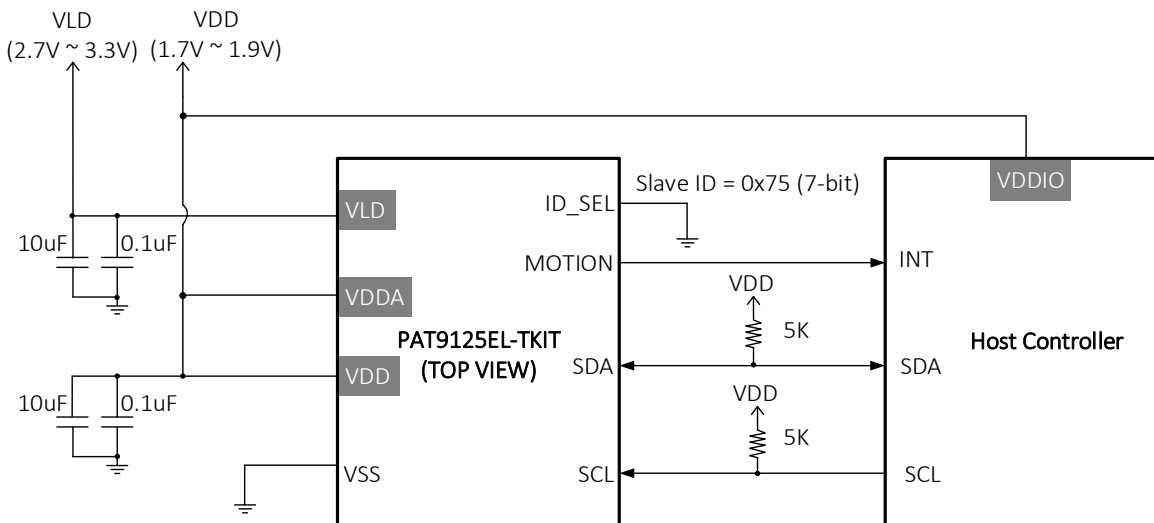 VLD
(2.7V ~ 3.3V)
VDD
(1.7V ~ 1.9V)
VLD
10uF
0.1uF
VDDA
VDD
10uF
0.1uF
VSS
PAT9125EL-TKIT
(TOP VIEW)
ID_SEL
Slave ID = 0x75 (7-bit)
MOTION
VDD
5K
SDA
VDD
5K
SCL
VDDIO
INT
Host Controller
SDA
SCL